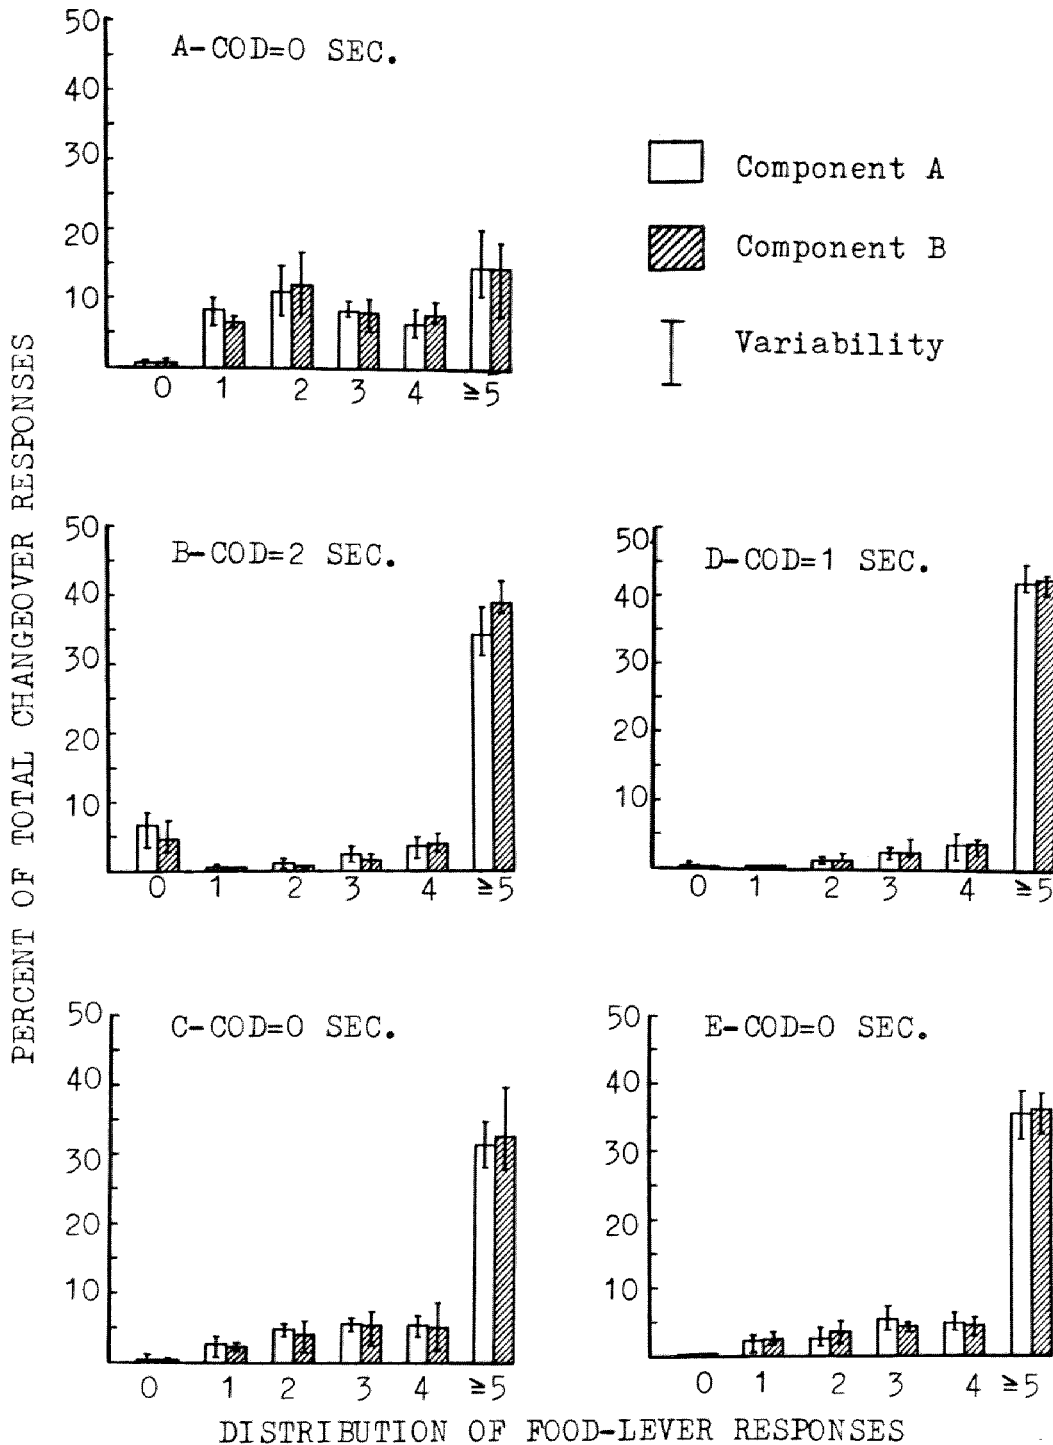 PERCENT OF TOTAL CHANGEOVER RESPONSES
A-COD=0 SEC.
50
40
30
20
10
0 1 2 3 4 ≥5
Component A
Component B
Variability
B-COD=2 SEC.
50
40
30
20
10
0 1 2 3 4 ≥5
D-COD=1 SEC.
50
40
30
20
10
0 1 2 3 4 ≥5
C-COD=0 SEC.
50
40
30
20
10
0 1 2 3 4 ≥5
E-COD=0 SEC.
50
40
30
20
10
0 1 2 3 4 ≥5
DISTRIBUTION OF FOOD-LEVER RESPONSES